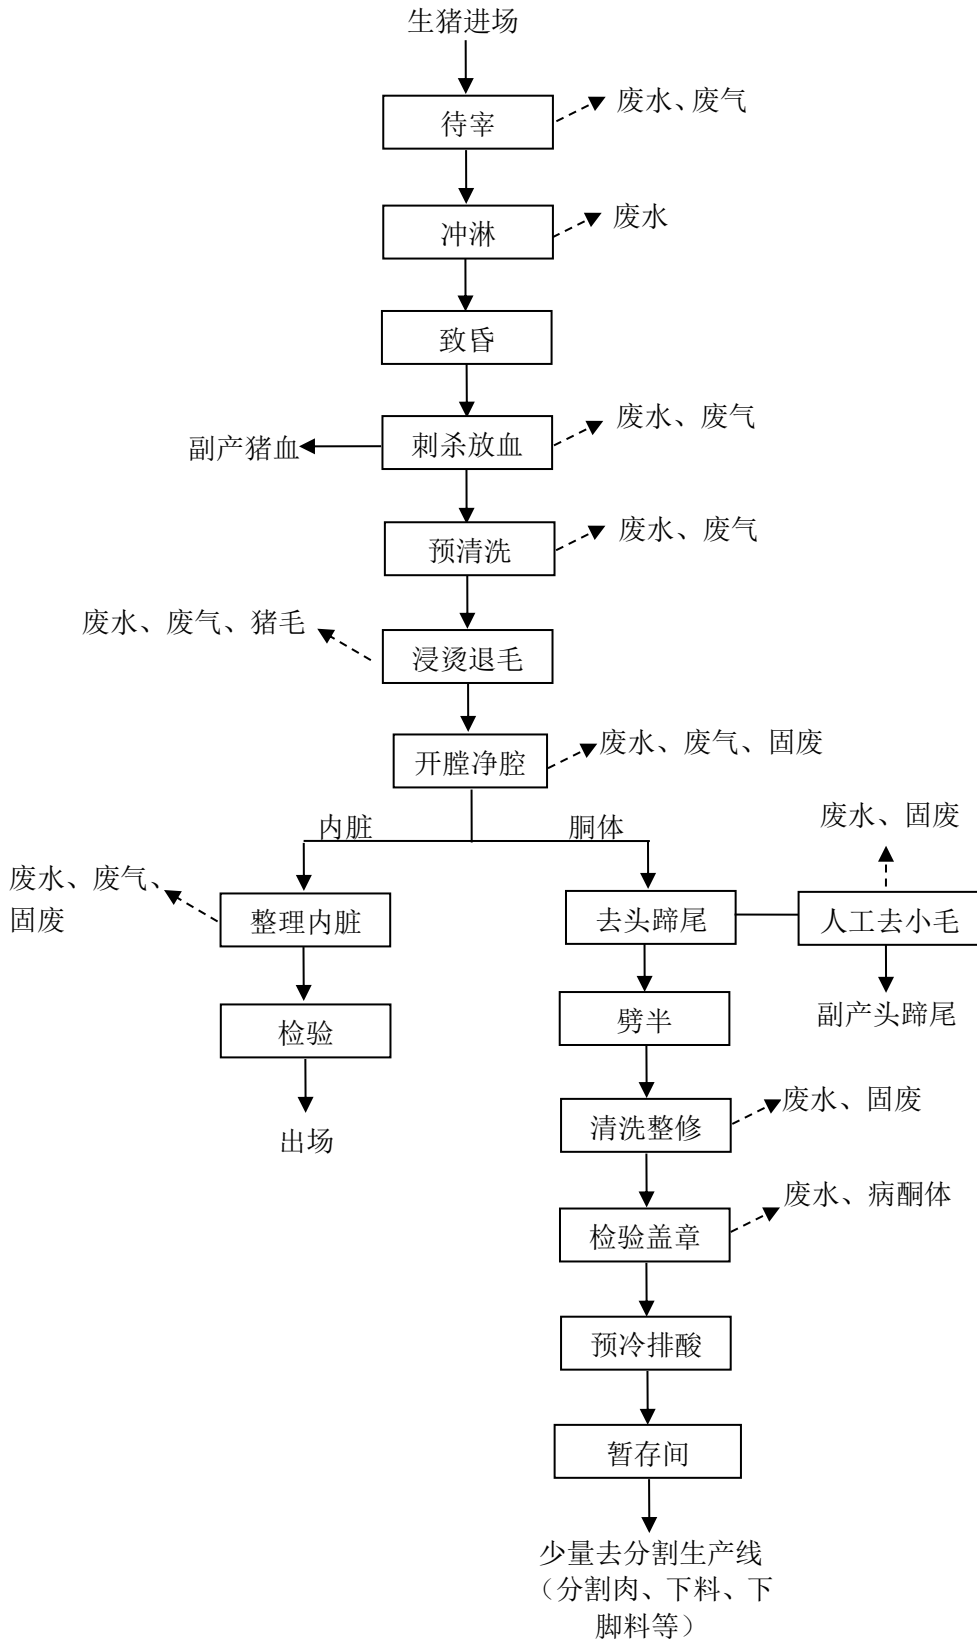 生猪进场
待宰
废水、废气
冲淋
废水
致昏
刺杀放血
废水、废气
副产猪血
预清洗
废水、废气
废水、废气、猪毛
浸烫退毛
开膛净腔
废水、废气、固废
内脏
胴体
废水、固废
废水、废气、
固废
整理内脏
去头蹄尾
人工去小毛
副产头蹄尾
检验
劈半
出场
清洗整修
废水、固废
检验盖章
废水、病酮体
预冷排酸
暂存间
少量去分割生产线
（分割肉、下料、下
脚料等）